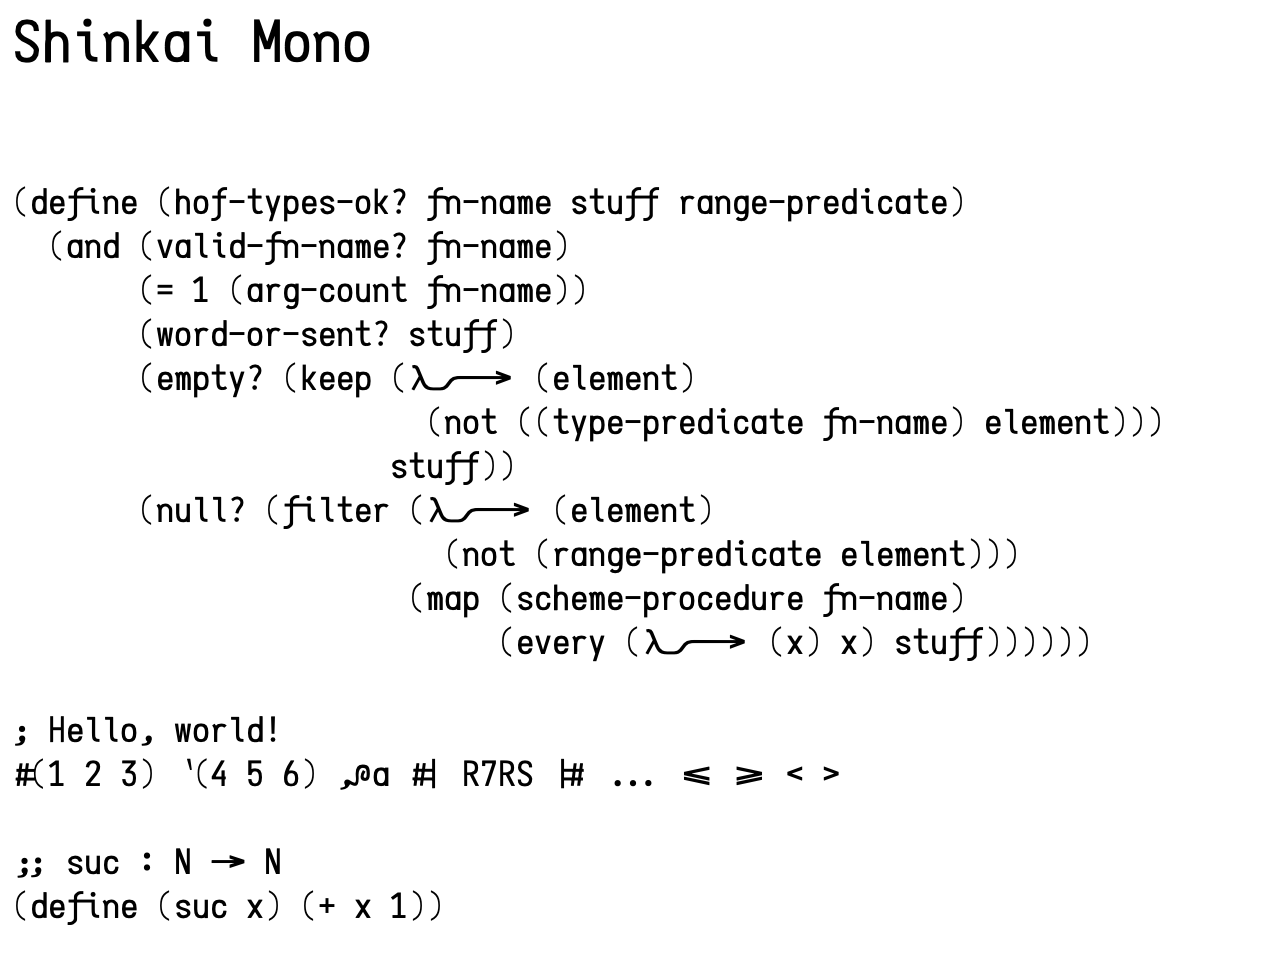 Shinkai Mono
(define (hof-types-ok? fn-name stuff range-predicate)
  (and (valid-fn-name? fn-name)
       (= 1 (arg-count fn-name))
       (word-or-sent? stuff)
       (empty? (keep (λ⟶ (element)
                       (not ((type-predicate fn-name) element)))
                     stuff))
       (null? (filter (λ⟶ (element)
                        (not (range-predicate element)))
                      (map (scheme-procedure fn-name)
                           (every (λ⟶ (x) x) stuff))))))
; Hello, world!
#(1 2 3) `(4 5 6) ,@a #| R7RS |# ... <= >= < >
;; suc : N -> N
(define (suc x) (+ x 1))